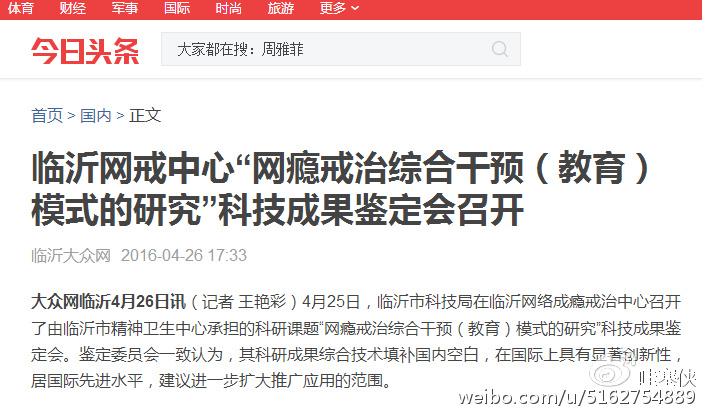 体育 财经 军事 国际 时尚 旅游 更多
今日头条 大家都在搜：周雅菲
首页 > 国内 > 正文
临沂网戒中心“网瘾戒治综合干预（教育）
模式的研究”科技成果鉴定会召开
临沂大众网 2016-04-26 17:33
大众网临沂4月26日讯（记者 王艳彩）4月25日，临沂市科技局在临沂网络成瘾戒治中心召开
了由临沂市精神卫生中心承担的科研课题“网瘾戒治综合干预（教育）模式的研究”科技成果鉴
定会。鉴定委员会一致认为，其科研成果综合技术填补国内空白，在国际上具有显著创新性，
居国际先进水平，建议进一步扩大推广应用的范围。
weibo.com/u/5162754889